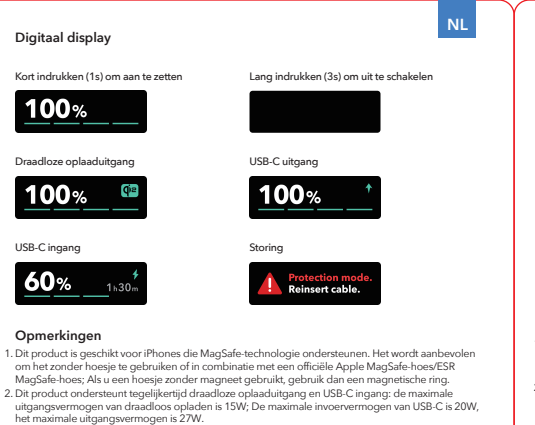 NL
Digitaal display
Kort indrukken (1s) om aan te zetten
Lang indrukken (3s) om uit te schakelen
100%
Draadloze oplaaduitgang
USB-C uitgang
100%
100%
USB-C ingang
Storing
60% 1h30m
Protection mode.
Reinsert cable.
Opmerkingen
1. Dit product is geschikt voor iPhones die MagSafe-technologie ondersteunen. Het wordt aanbevolen
om het zonder hoesje te gebruiken of in combinatie met een officiële Apple MagSafe-hoes/ESR
MagSafe-hoes; Als u een hoesje zonder magneet gebruikt, gebruik dan een magnetische ring.
2. Dit product ondersteunt tegelijkertijd draadloze oplaaduitgang en USB-C ingang: de maximale
uitgangsvermogen van draadloos opladen is 15W; De maximale invoervermogen van USB-C is 20W,
het maximale uitgangsvermogen is 27W.